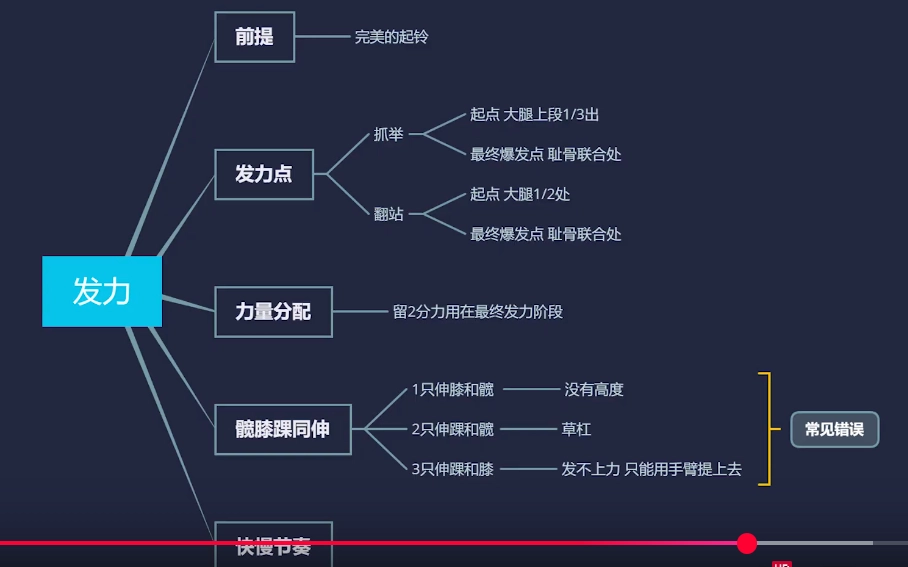 前提
完美的起铃
发力点
抓举
起点 大腿上段1/3出
最终爆发点 耻骨联合处
翻站
起点 大腿1/2处
最终爆发点 耻骨联合处
发力
力量分配
留2分力用在最终发力阶段
髋膝踝同伸
1只伸膝和髋
没有高度
2只伸踝和髋
草杠
3只伸踝和膝
发不上力 只能用手臂提上去
常见错误
快慢节奏